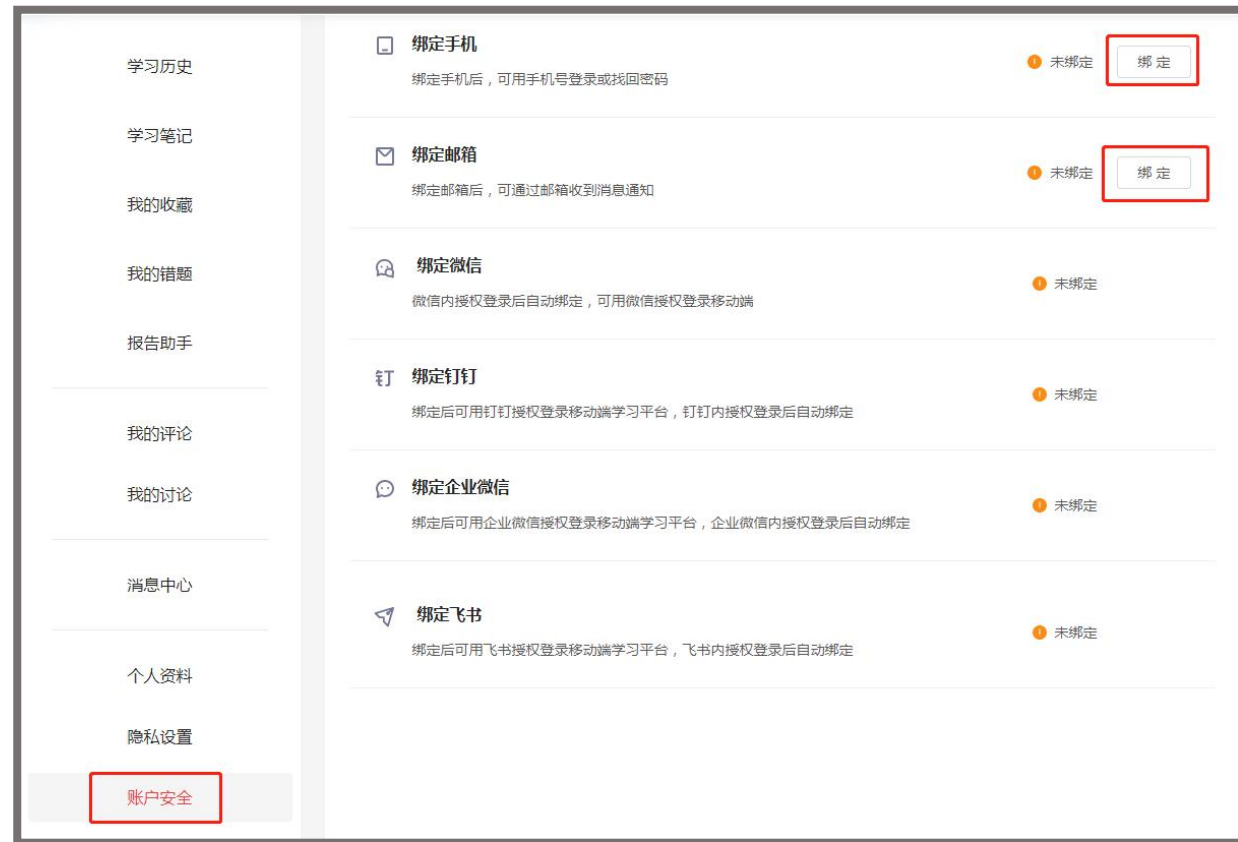 学习历史
学习笔记
我的收藏
我的错题
报告助手
我的评论
我的讨论
消息中心
个人资料
隐私设置
账户安全
绑定手机
绑定手机后，可用手机号登录或找回密码
未绑定
绑 定
绑定邮箱
绑定邮箱后，可通过邮箱收到消息通知
未绑定
绑 定
绑定微信
微信内授权登录后自动绑定，可用微信授权登录移动端
未绑定
钉
绑定钉钉
绑定后可用钉钉授权登录移动端学习平台，钉钉内授权登录后自动绑定
未绑定
绑定企业微信
绑定后可用企业微信授权登录移动端学习平台，企业微信内授权登录后自动绑定
未绑定
绑定飞书
绑定后可用飞书授权登录移动端学习平台，飞书内授权登录后自动绑定
未绑定